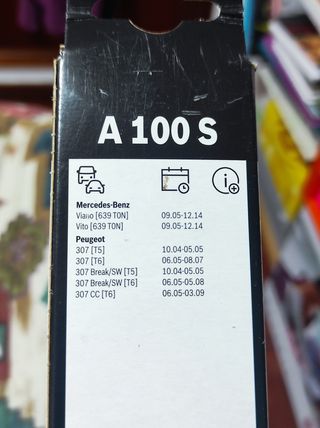 A 100 S
Mercedes-Benz
Viano [639 TON] 09.05-12.14
Vito [639 TON] 09.05-12.14
Peugeot
307 [T5] 10.04-05.05
307 [T6] 06.05-08.07
307 Break/SW [T5] 10.04-05.05
307 Break/SW [T6] 06.05-05.08
307 CC [T6] 06.05-03.09